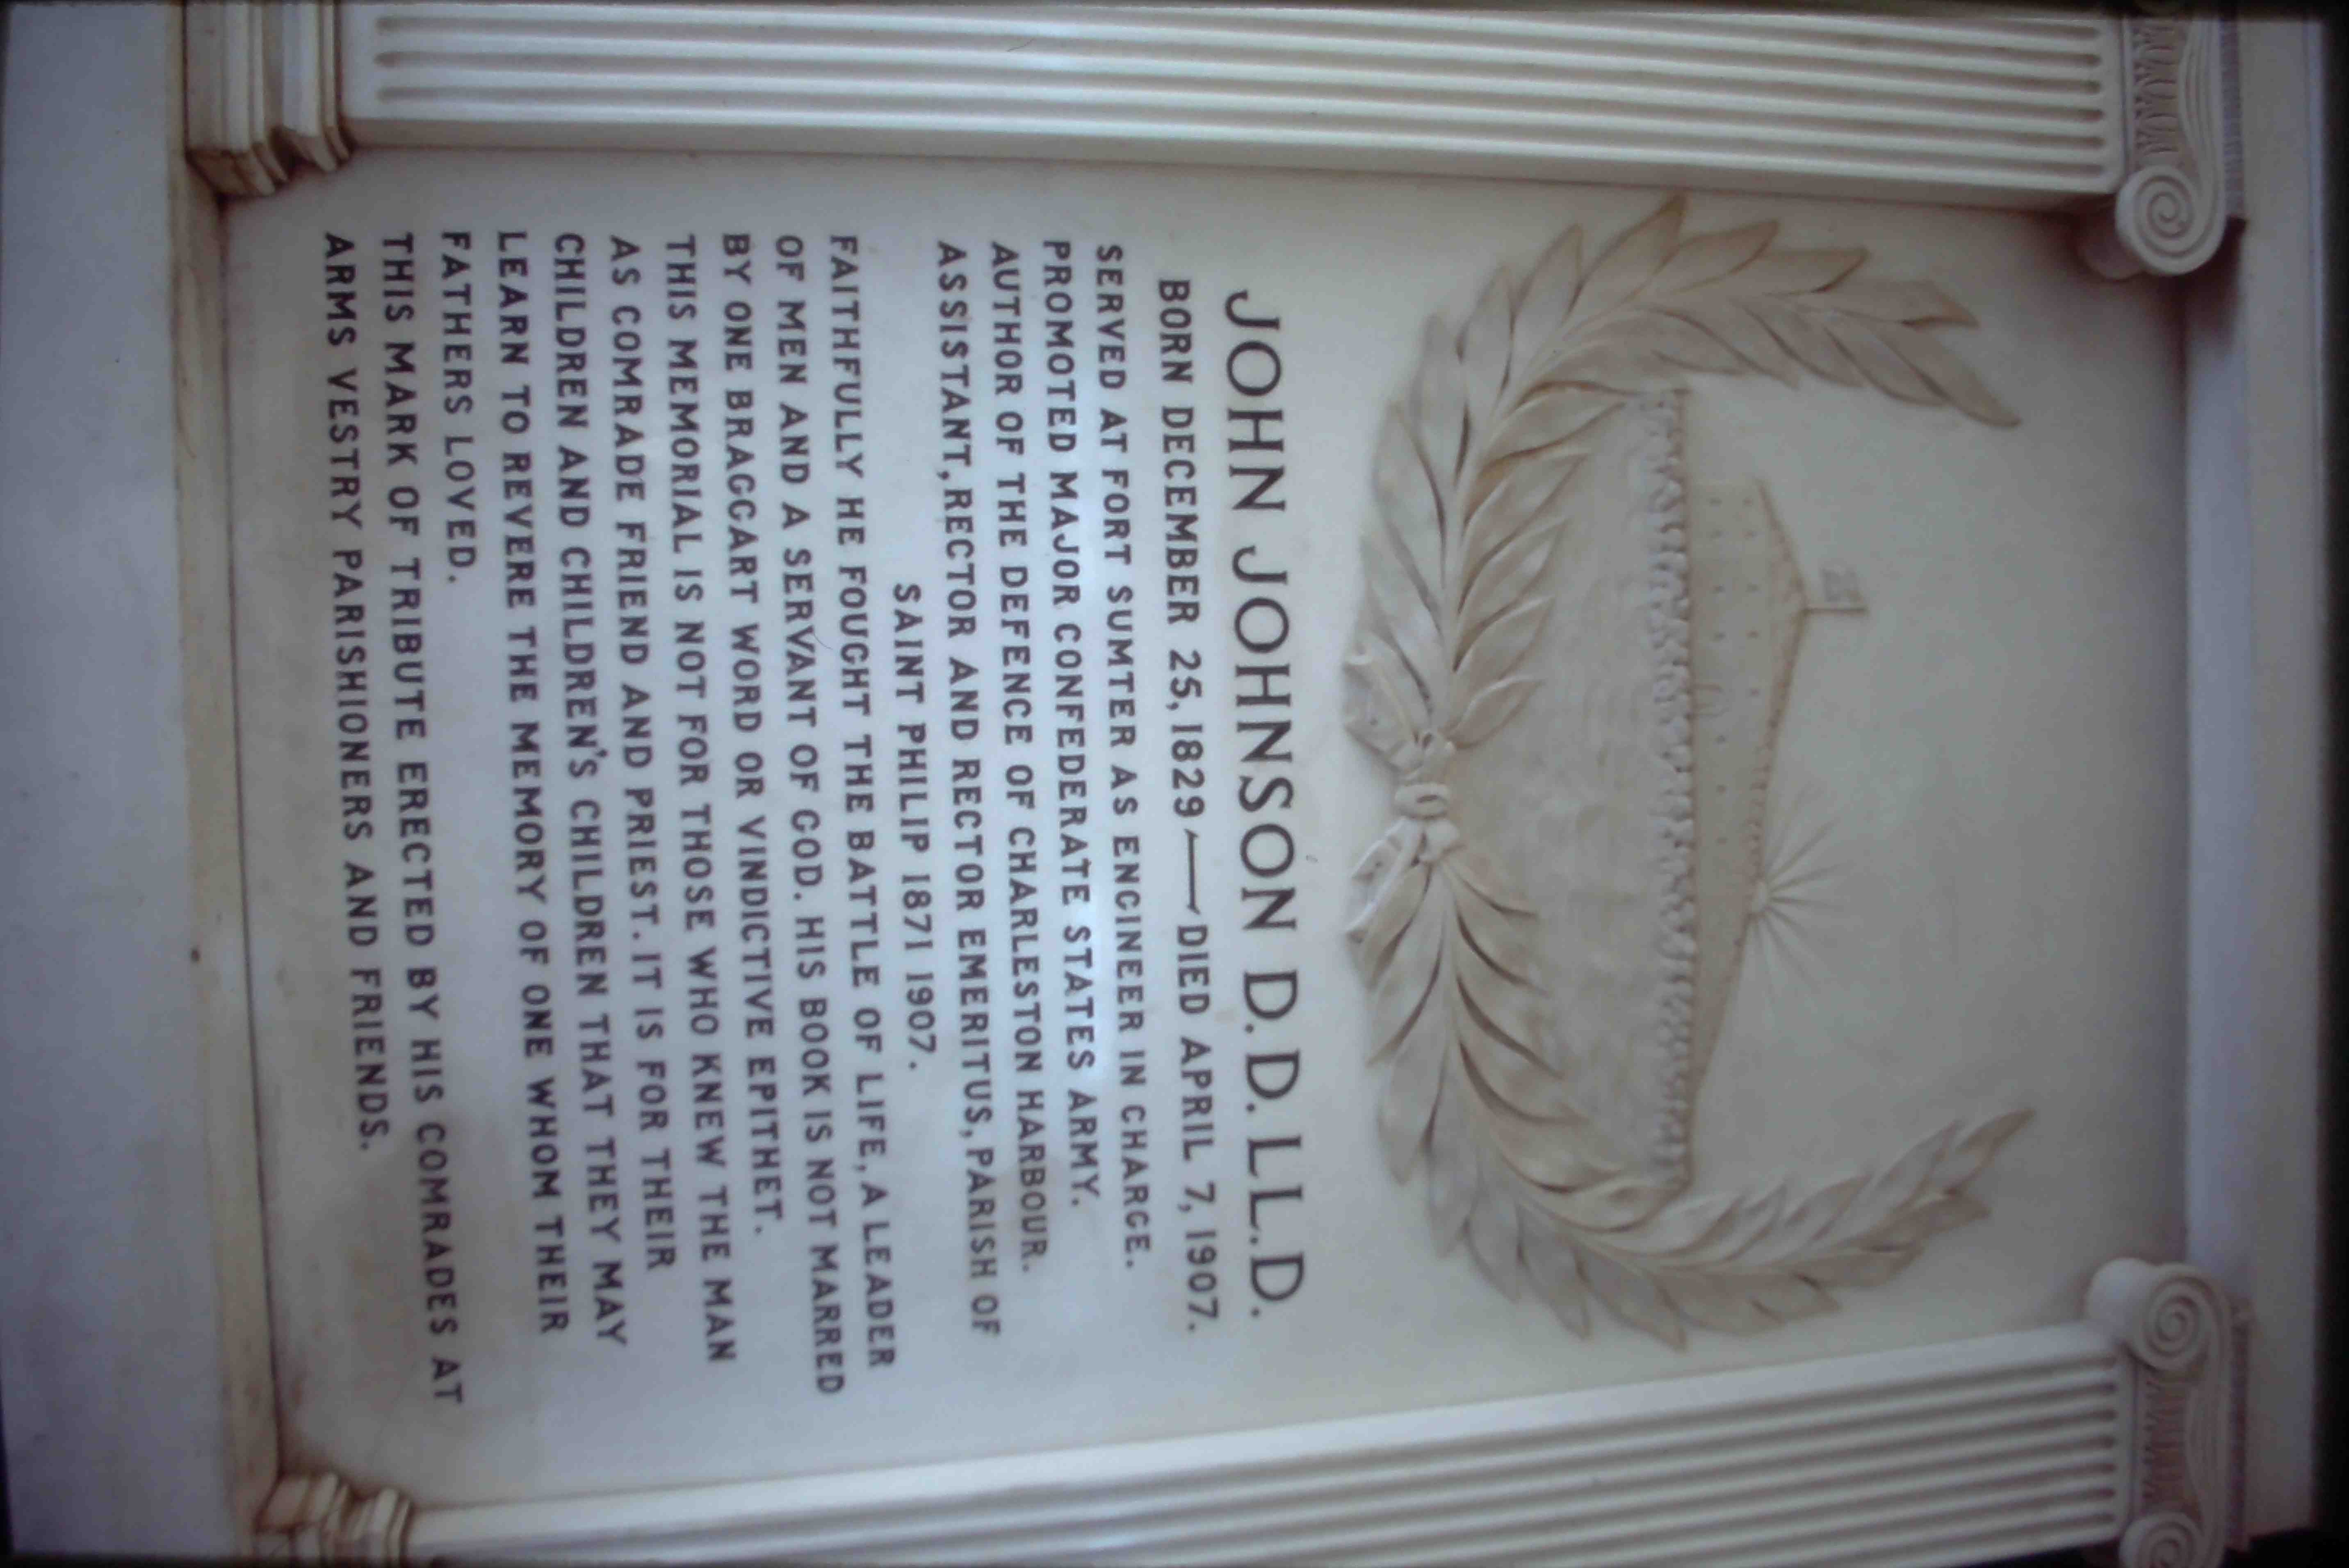 JOHN JOHNSON D.D. LL.D.
BORN DECEMBER 25, 1829 — DIED APRIL 7, 1907.
SERVED AT FORT SUMTER AS ENGINEER IN CHARGE.
PROMOTED MAJOR CONFEDERATE STATES ARMY.
AUTHOR OF THE DEFENCE OF CHARLESTON HARBOUR.
ASSISTANT, RECTOR AND RECTOR EMERITUS, PARISH OF
SAINT PHILIP 1871 1907.
FAITHFULLY HE FOUGHT THE BATTLE OF LIFE, A LEADER
OF MEN AND A SERVANT OF GOD. HIS BOOK IS NOT MARRED
BY ONE BRAGGART WORD OR VINDICTIVE EPITHET.
THIS MEMORIAL IS NOT FOR THOSE WHO KNEW THE MAN
AS COMRADE FRIEND AND PRIEST. IT IS FOR THEIR
CHILDREN AND CHILDREN'S CHILDREN THAT THEY MAY
LEARN TO REVERE THE MEMORY OF ONE WHOM THEIR
FATHERS LOVED.
THIS MARK OF TRIBUTE ERECTED BY HIS COMRADES AT
ARMS VESTRY PARISHIONERS AND FRIENDS.